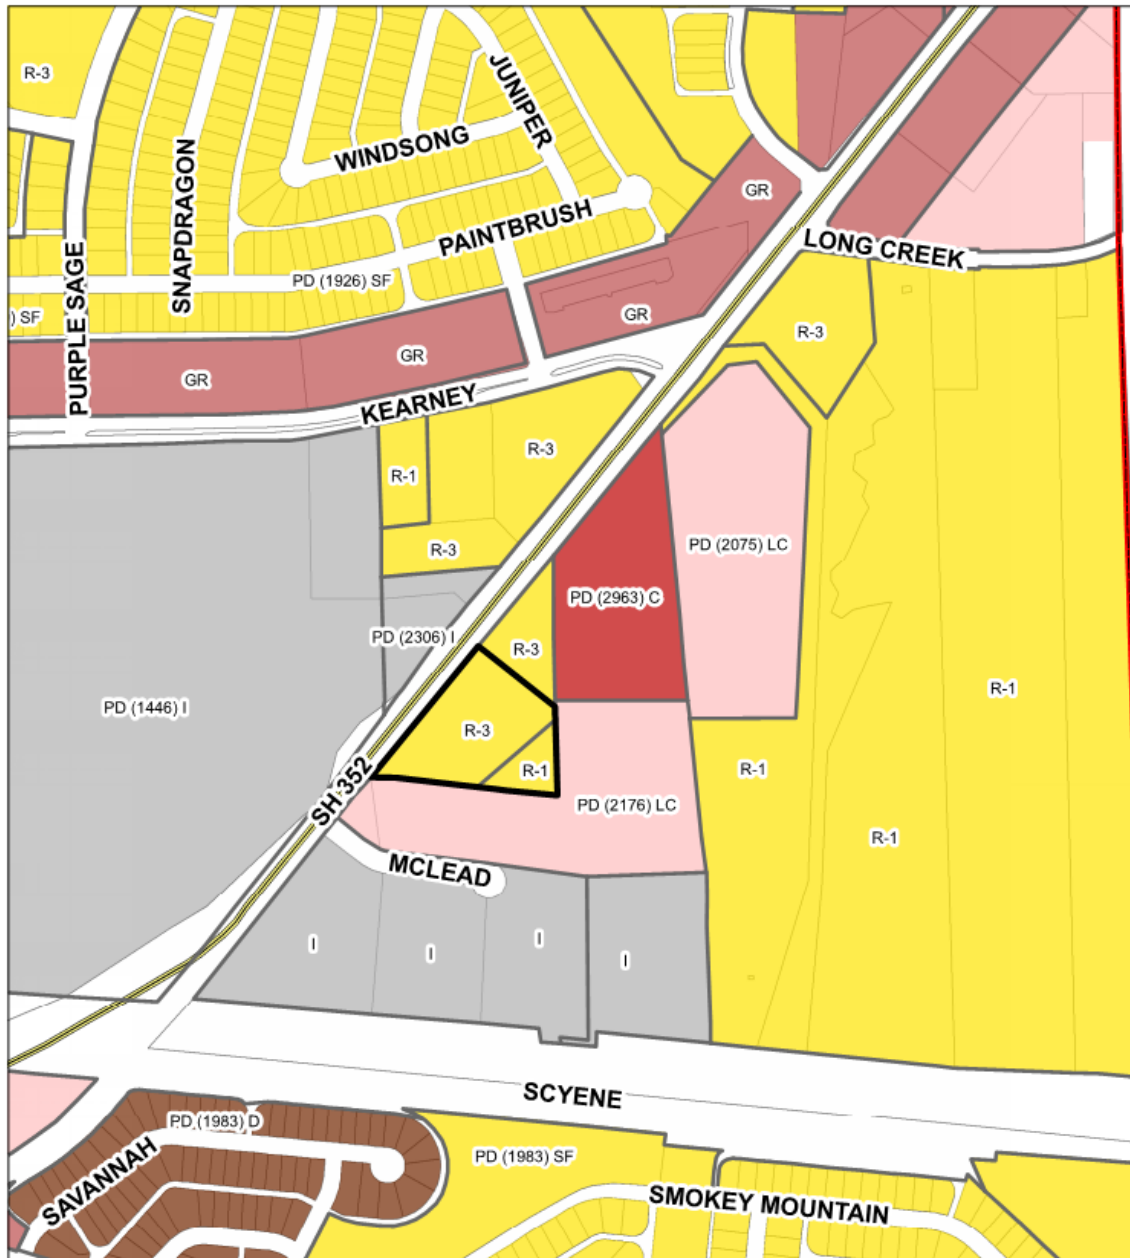 R-3
JUNIPER
WINDSONG
SNAPDRAGON
GR
PAINTBRUSH
LONG CREEK
PURPLE SAGE
PD (1926) SF
) SF
GR
R-3
GR
GR
KEARNEY
R-3
R-1
R-3
PD (2075) LC
PD (2963) C
PD (2306) I
R-3
R-1
PD (1446) I
R-3
R-1
R-1
SH 352
PD (2176) LC
R-1
MCLEAD
I
I
I
I
SCYENE
PD (1983) D
PD (1983) SF
SAVANNAH
SMOKEY MOUNTAIN